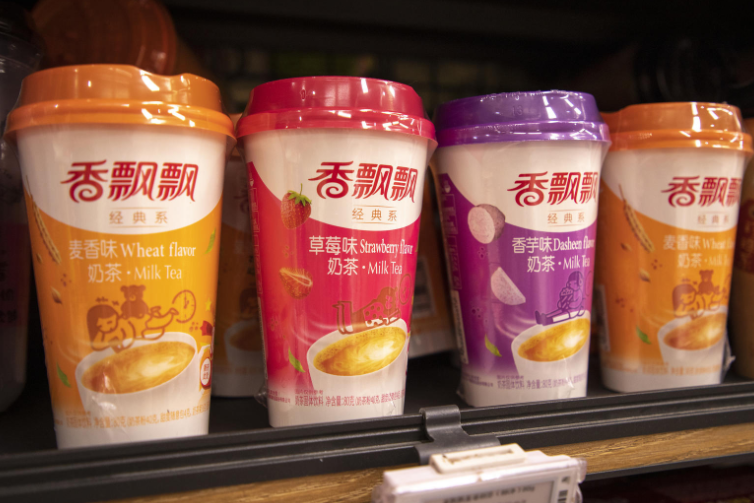 香飘飘
经典系
麦香味 Wheat flavor
奶茶·Milk Tea
香飘飘
经典系
草莓味 Strawberry flavor
奶茶·Milk Tea
香飘飘
经典系
香芋味 Dasheen flavor
奶茶·Milk Tea
香飘飘
经典系
麦香味 Wheat
奶茶·Milk Tea